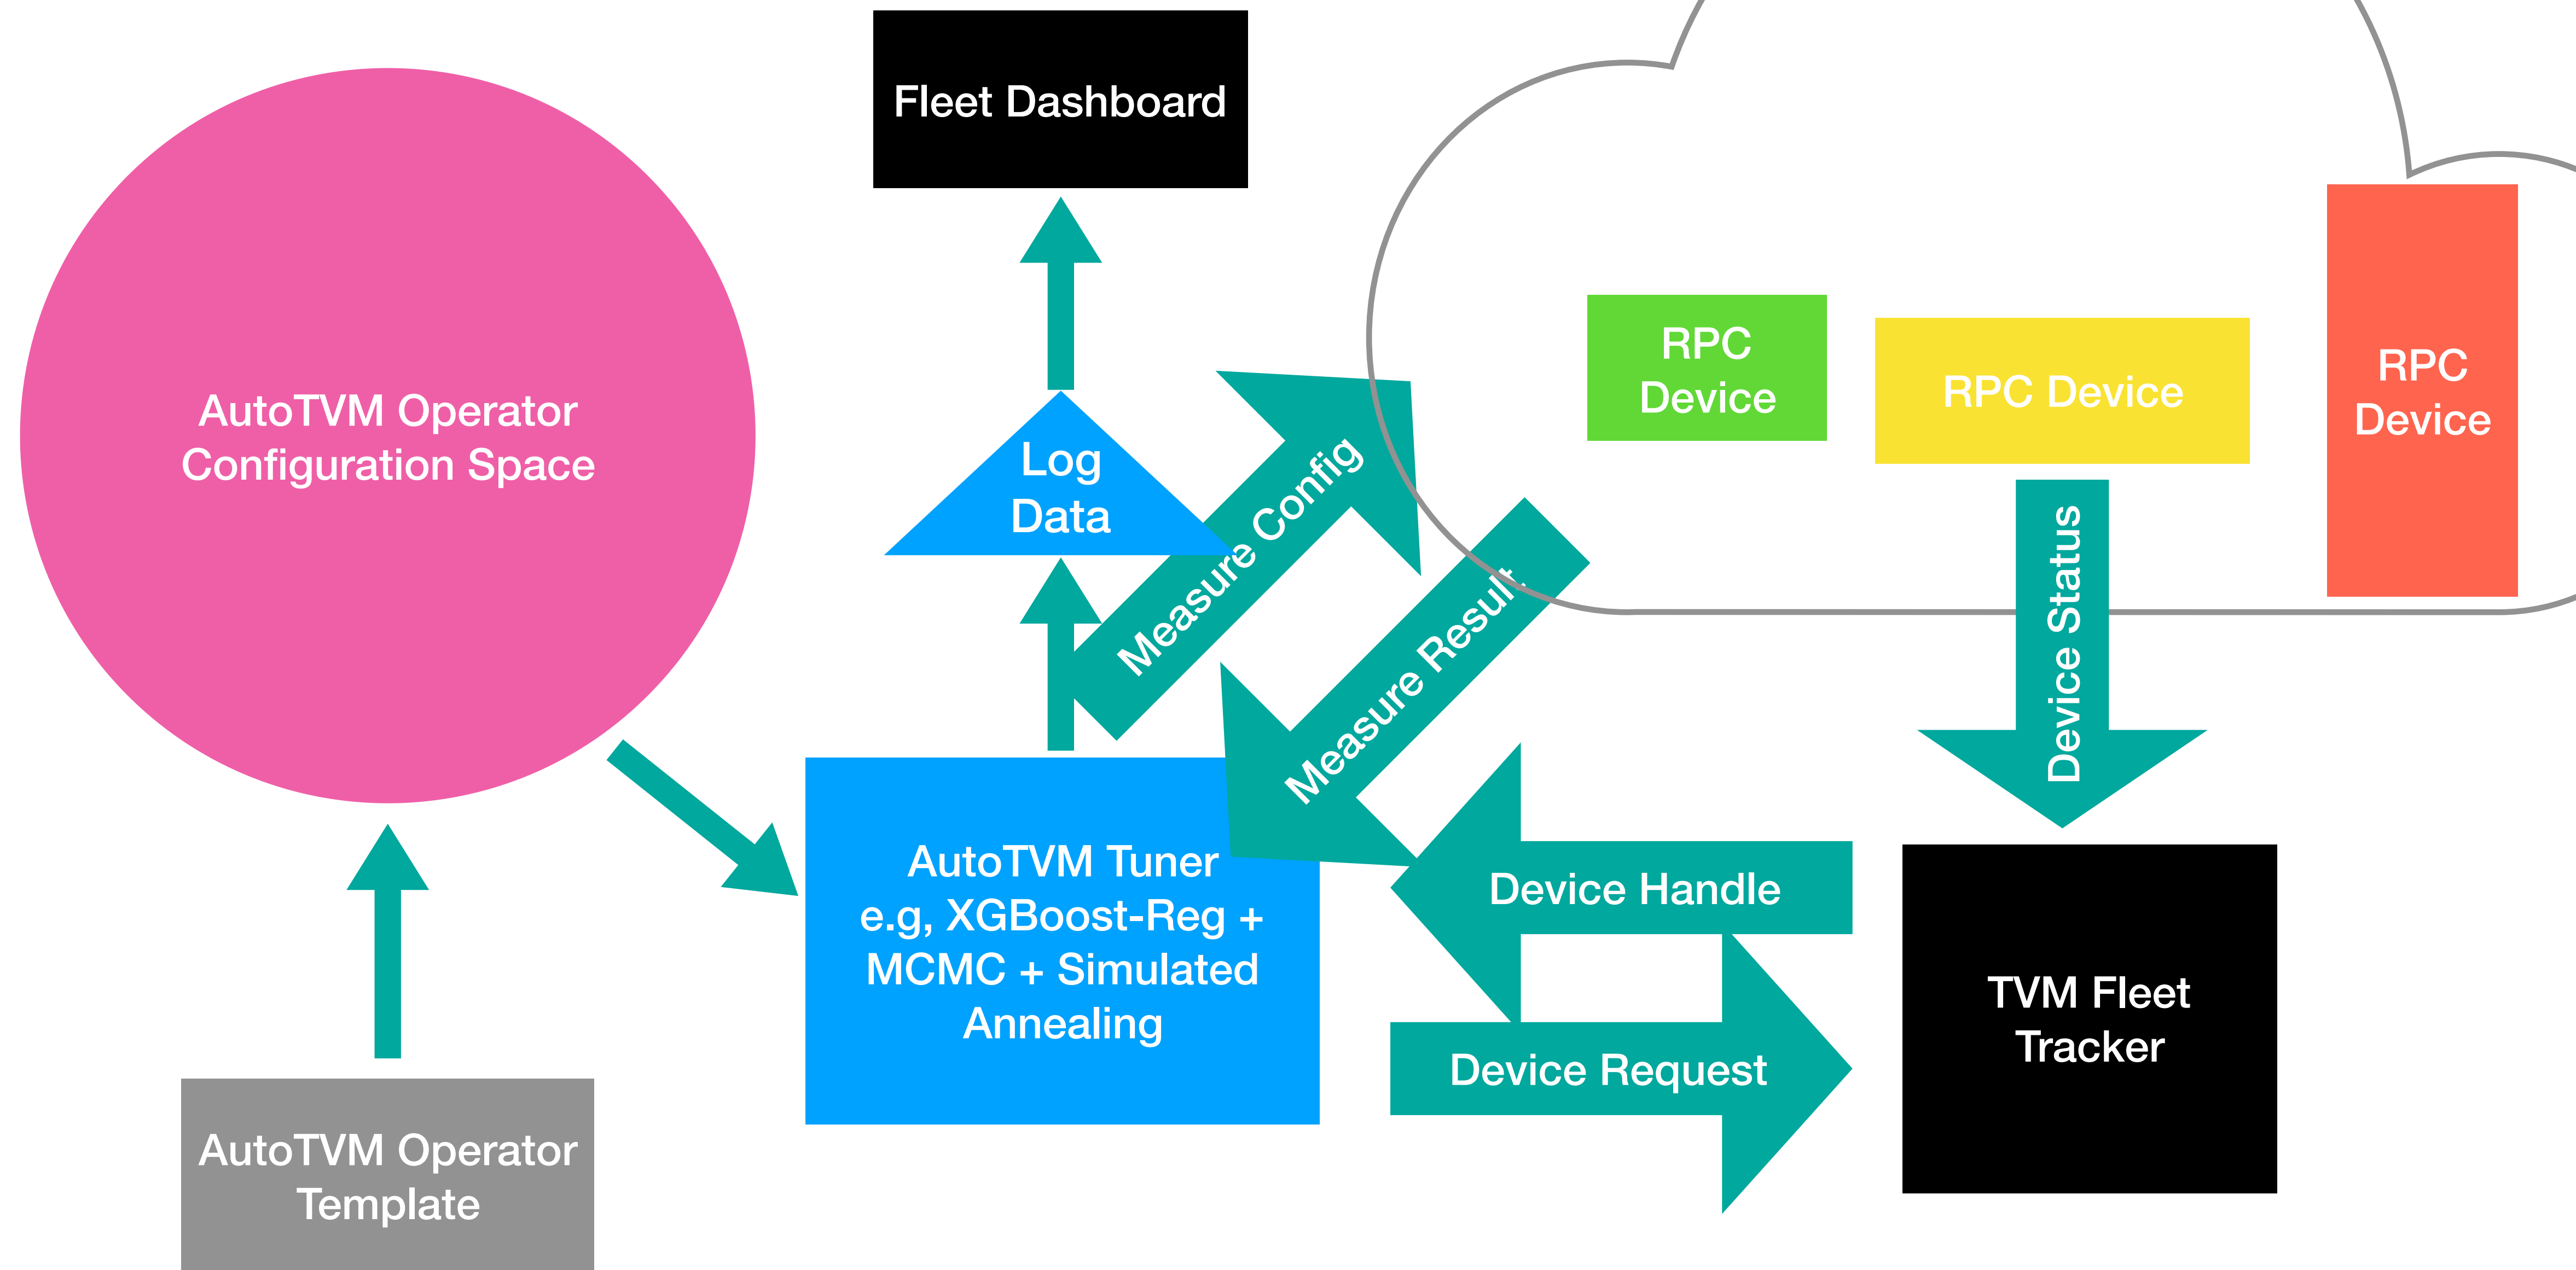 Fleet Dashboard
AutoTVM Operator
Configuration Space
Log
Data
Measure Config
Measure Result
RPC
Device
RPC Device
RPC
Device
Device Status
AutoTVM Tuner
e.g, XGBoost-Reg +
MCMC + Simulated
Annealing
Device Handle
Device Request
TVM Fleet
Tracker
AutoTVM Operator
Template